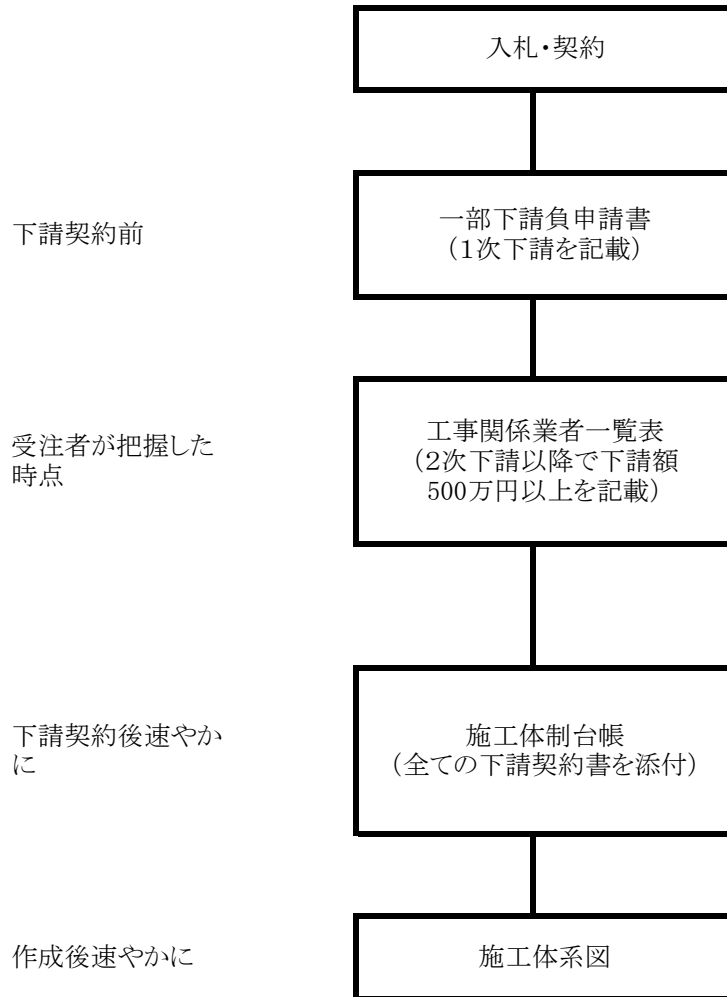 入札・契約
下請契約前
一部下請負申請書
（１次下請を記載）
受注者が把握した
時点
工事関係業者一覧表
（２次下請以降で下請額
500万円以上を記載）
下請契約後速やか
に
施工体制台帳
（全ての下請契約書を添付）
作成後速やかに
施工体系図